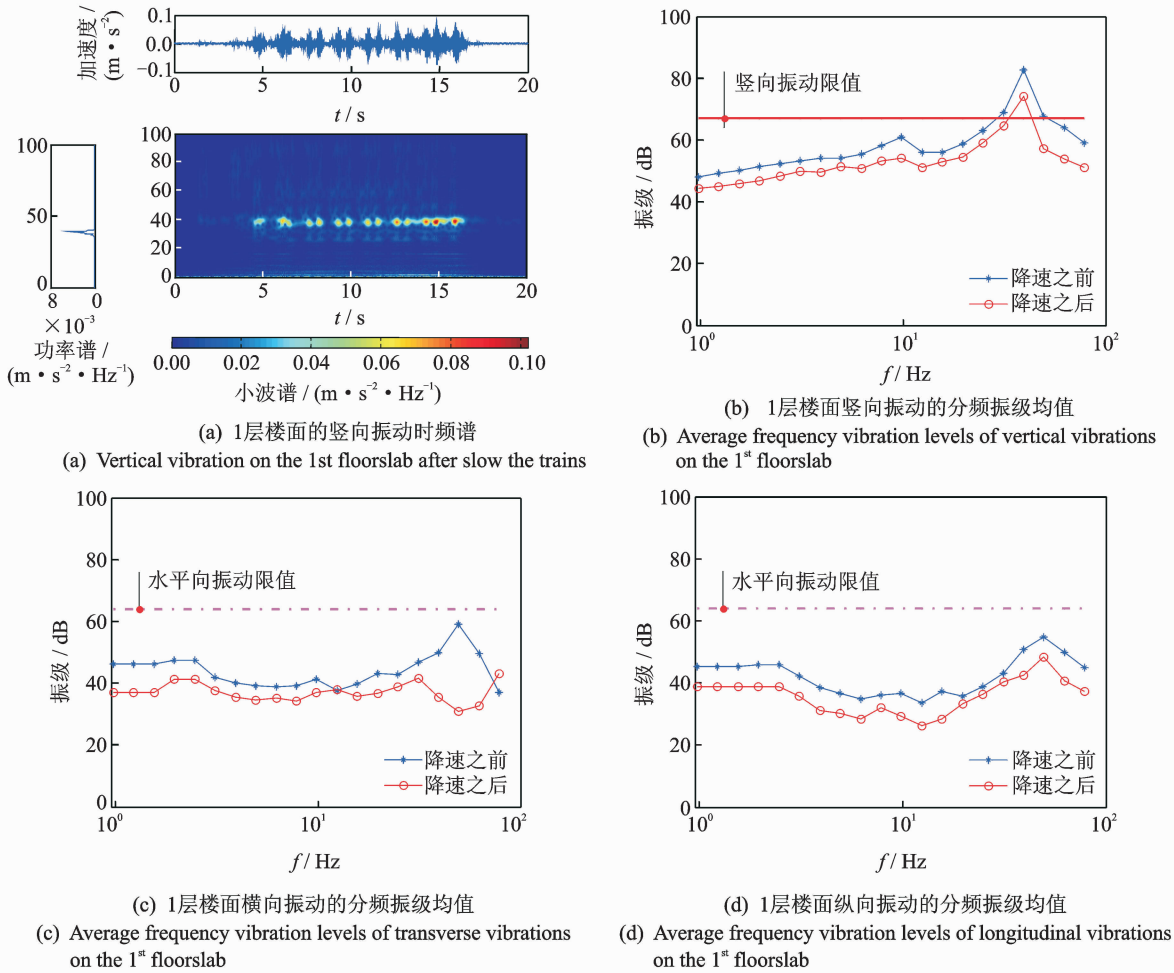 加速度 /
(m·s⁻²)
0.1
0.0
−0.1
0 5 10 15 20
t / s
100
50
0
8 0
×10⁻³
功率谱 /
(m·s⁻²·Hz⁻¹)
100
80
60
40
20
0
0 5 10 15 20
t / s
0.00 0.02 0.04 0.06 0.08 0.10
小波谱 / (m·s⁻²·Hz⁻¹)
(a) 1层楼面的竖向振动时频谱
(a) Vertical vibration on the 1st floorslab after slow the trains
振级 / dB
100
80
60
40
20
0
竖向振动限值
降速之前
降速之后
10⁰ 10¹ 10²
f / Hz
(b) 1层楼面竖向振动的分频振级均值
(b) Average frequency vibration levels of vertical vibrations
on the 1ˢᵗ floorslab
振级 / dB
100
80
60
40
20
0
水平向振动限值
降速之前
降速之后
10⁰ 10¹ 10²
f / Hz
(c) 1层楼面横向振动的分频振级均值
(c) Average frequency vibration levels of transverse vibrations
on the 1ˢᵗ floorslab
振级 / dB
100
80
60
40
20
0
水平向振动限值
降速之前
降速之后
10⁰ 10¹ 10²
f / Hz
(d) 1层楼面纵向振动的分频振级均值
(d) Average frequency vibration levels of longitudinal vibrations
on the 1ˢᵗ floorslab